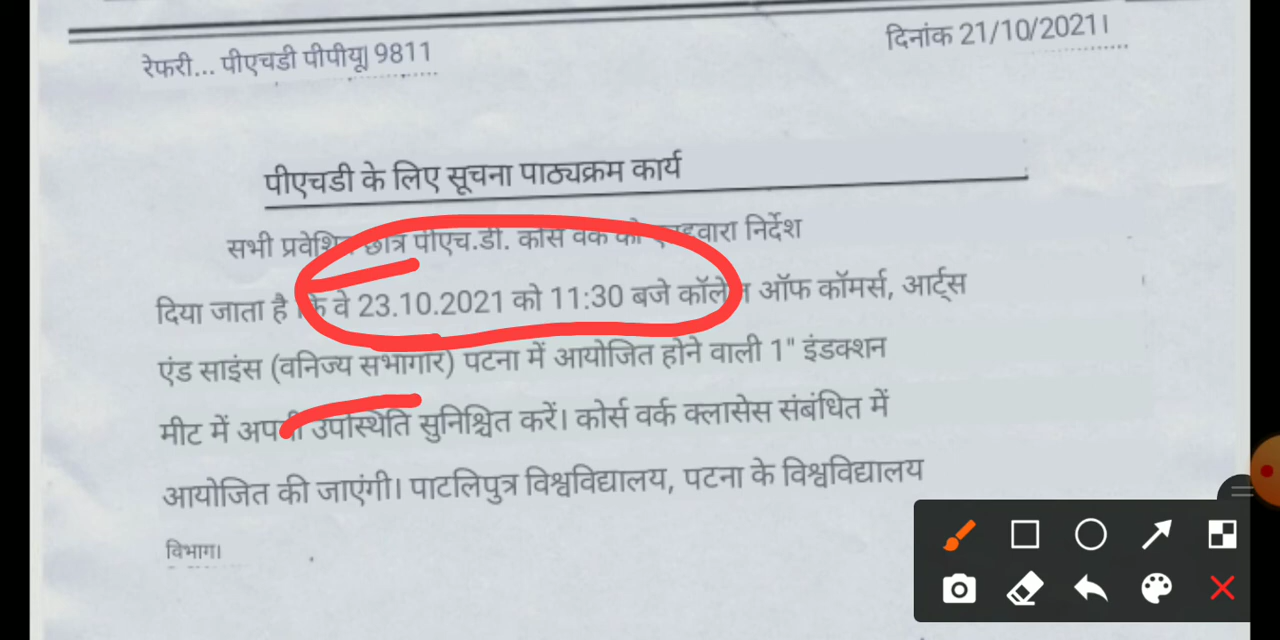 रेफरी... पीएचडी पीपीयू| 9811
दिनांक 21/10/2021।
पीएचडी के लिए सूचना पाठ्यक्रम कार्य
सभी प्रवेशित छात्र पीएच.डी. कोर्स वर्क को एतद्द्वारा निर्देश
दिया जाता है कि वे 23.10.2021 को 11:30 बजे कॉलेज ऑफ कॉमर्स, आर्ट्स
एंड साइंस (वनिज्य सभागार) पटना में आयोजित होने वाली 1" इंडक्शन
मीट में अपनी उपस्थिति सुनिश्चित करें। कोर्स वर्क क्लासेस संबंधित में
आयोजित की जाएंगी। पाटलिपुत्र विश्वविद्यालय, पटना के विश्वविद्यालय
विभाग।